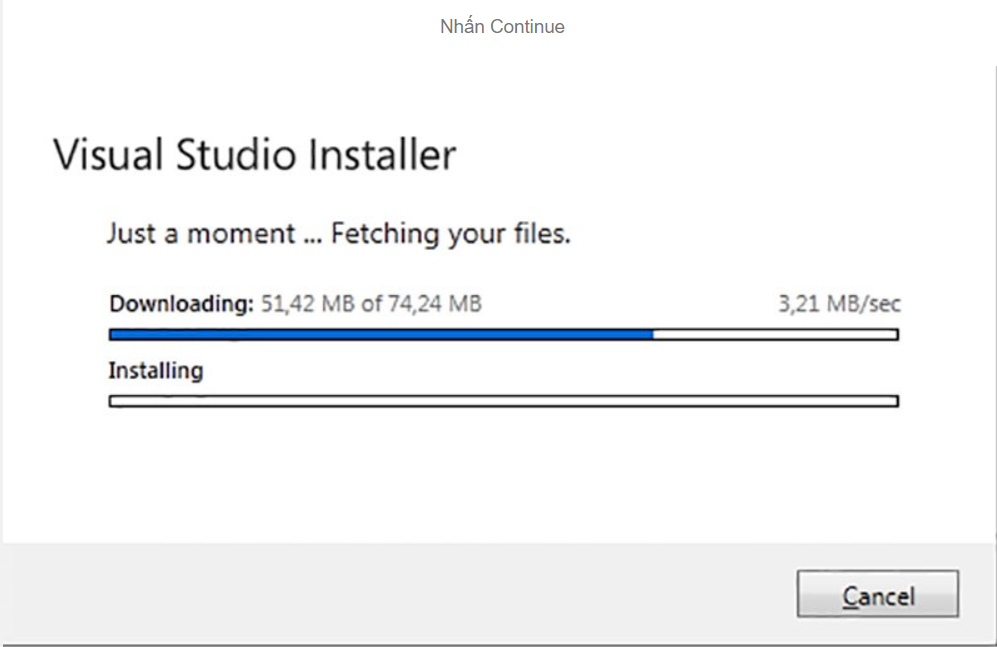 Nhấn Continue
Visual Studio Installer
Just a moment ... Fetching your files.
Downloading: 51,42 MB of 74,24 MB 3,21 MB/sec
Installing
Cancel